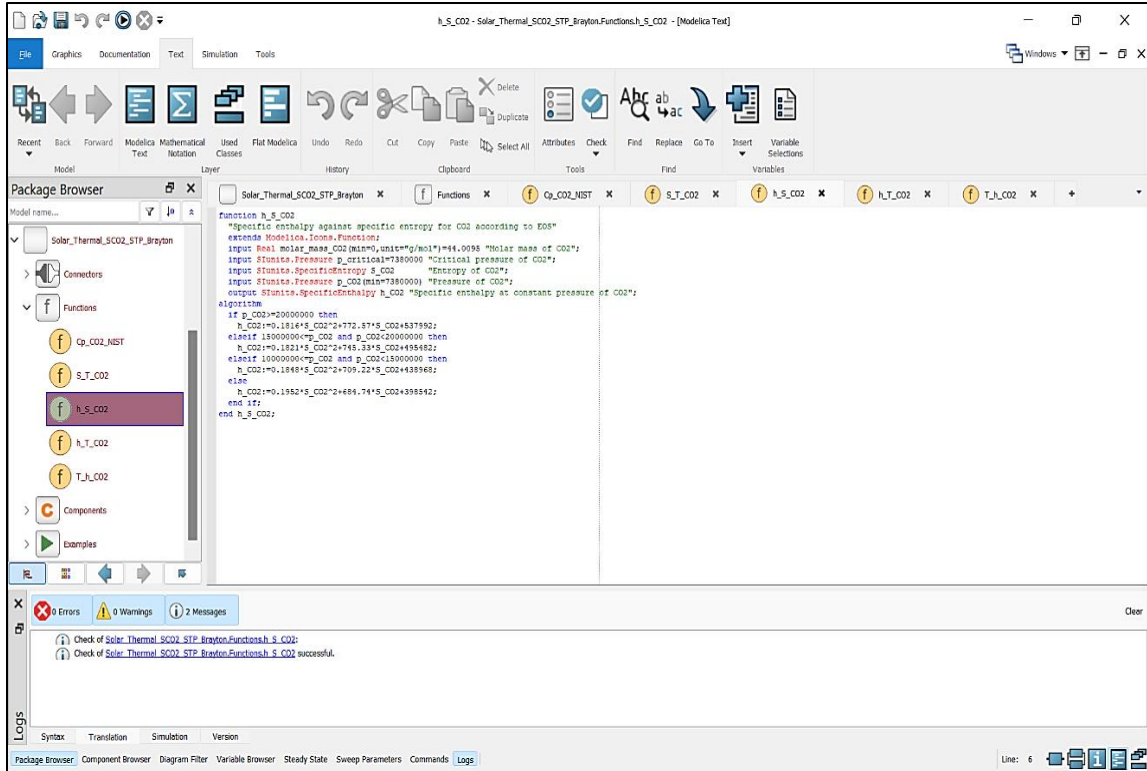 h_S_CO2 - Solar_Thermal_SCO2_STP_Brayton.Functions.h_S_CO2 - [Modelica Text]
File Graphics Documentation Text Simulation Tools Windows
Delete
Duplicate
Select All
Recent Back Forward Modelica Text Mathematical Notation Used Classes Flat Modelica Undo Redo Cut Copy Paste Attributes Check Find Replace Go To Insert Variable Selections
Model Layer History Clipboard Tools Find Variables
Package Browser
Solar_Thermal_SCO2_STP_Brayton Functions Cp_CO2_NIST S_T_CO2 h_S_CO2 h_T_CO2 T_h_CO2 +
Model name...
Solar_Thermal_SCO2_STP_Brayton
Connectors
Functions
Cp_CO2_NIST
S_T_CO2
h_S_CO2
h_T_CO2
T_h_CO2
Components
Examples
function h_S_CO2
"Specific enthalpy against specific entropy for CO2 according to EOS"
extends Modelica.Icons.Function;
input Real molar_mass_CO2(min=0,unit="g/mol")=44.0098 "Molar mass of CO2";
input SIunits.Pressure p_critical=7380000 "Critical pressure of CO2";
input SIunits.SpecificEntropy S_CO2 "Entropy of CO2";
input SIunits.Pressure p_CO2(min=7380000) "Pressure of CO2";
output SIunits.SpecificEnthalpy h_CO2 "Specific enthalpy at constant pressure of CO2";
algorithm
if p_CO2>=20000000 then
h_CO2:=0.1816*S_CO2^2+772.57*S_CO2+537992;
elseif 15000000<=p_CO2 and p_CO2<20000000 then
h_CO2:=0.1821*S_CO2^2+745.33*S_CO2+495482;
elseif 10000000<=p_CO2 and p_CO2<15000000 then
h_CO2:=0.1848*S_CO2^2+709.22*S_CO2+438968;
else
h_CO2:=0.1952*S_CO2^2+684.74*S_CO2+398542;
end if;
end h_S_CO2;
0 Errors 0 Warnings 2 Messages Clear
Check of Solar_Thermal_SCO2_STP_Brayton.Functions.h_S_CO2:
Check of Solar_Thermal_SCO2_STP_Brayton.Functions.h_S_CO2 successful.
Logs
Syntax Translation Simulation Version
Package Browser Component Browser Diagram Filter Variable Browser Steady State Sweep Parameters Commands Logs Line: 6